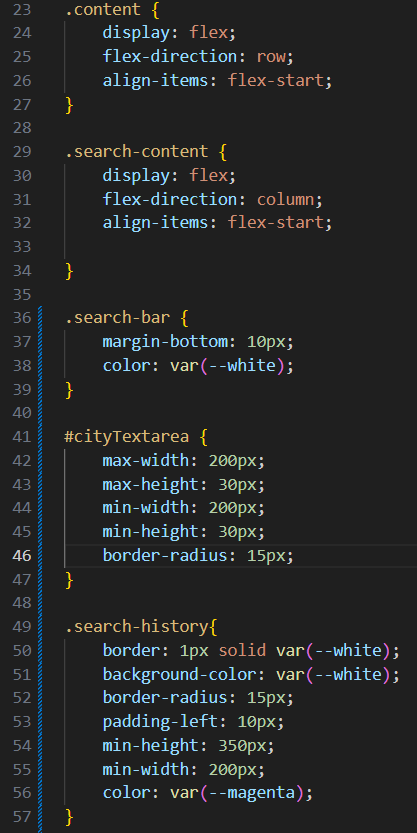 23 .content {
24     display: flex;
25     flex-direction: row;
26     align-items: flex-start;
27 }
28
29 .search-content {
30     display: flex;
31     flex-direction: column;
32     align-items: flex-start;
33
34 }
35
36 .search-bar {
37     margin-bottom: 10px;
38     color: var(--white);
39 }
40
41 #cityTextarea {
42     max-width: 200px;
43     max-height: 30px;
44     min-width: 200px;
45     min-height: 30px;
46     border-radius: 15px;
47 }
48
49 .search-history{
50     border: 1px solid var(--white);
51     background-color: var(--white);
52     border-radius: 15px;
53     padding-left: 10px;
54     min-height: 350px;
55     min-width: 200px;
56     color: var(--magenta);
57 }